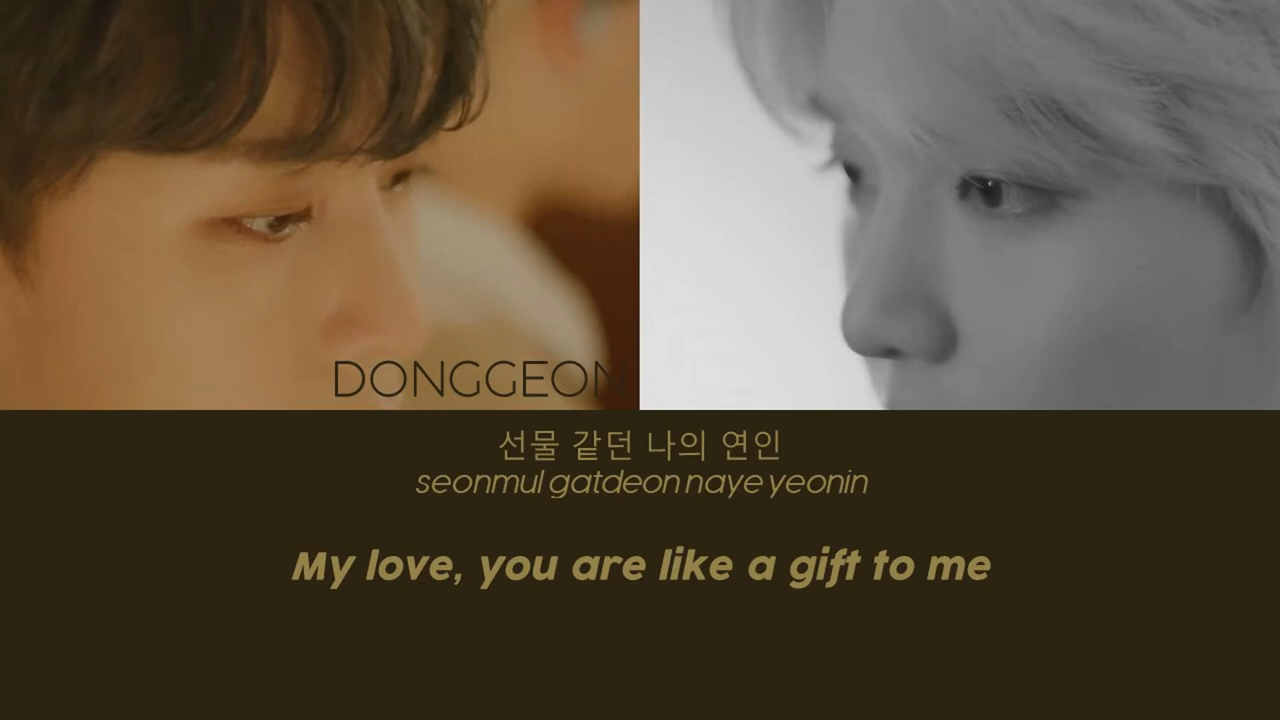 DONGGEON
선물 같던 나의 연인
seonmul gatdeon naye yeonin
My love, you are like a gift to me